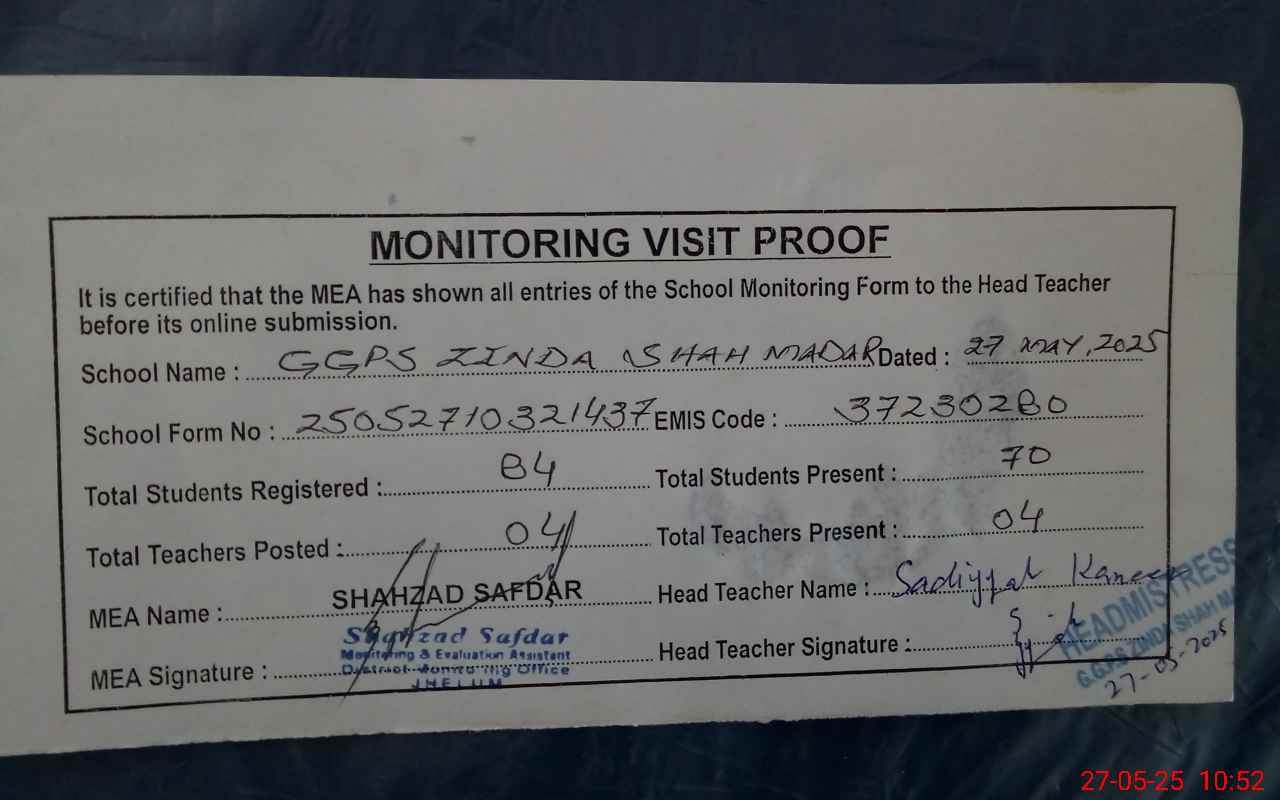 MONITORING VISIT PROOF
It is certified that the MEA has shown all entries of the School Monitoring Form to the Head Teacher
before its online submission.
School Name : GGPS ZINDA SHAH MADAR Dated : 27 MAY, 2025
School Form No : 25052710321437 EMIS Code : 37230280
Total Students Registered : 84 Total Students Present : 70
Total Teachers Posted : 04 Total Teachers Present : 04
MEA Name : SHAHZAD SAFDAR Head Teacher Name : Sadiyyah
MEA Signature : Head Teacher Signature :
Shahzad Safdar
Monitoring & Evaluation Assistant
District Monitoring Office
JHELUM
HEADMISTRESS
G.G.P.S ZINDA SHAH
27-05-2025
27-05-25 10:52